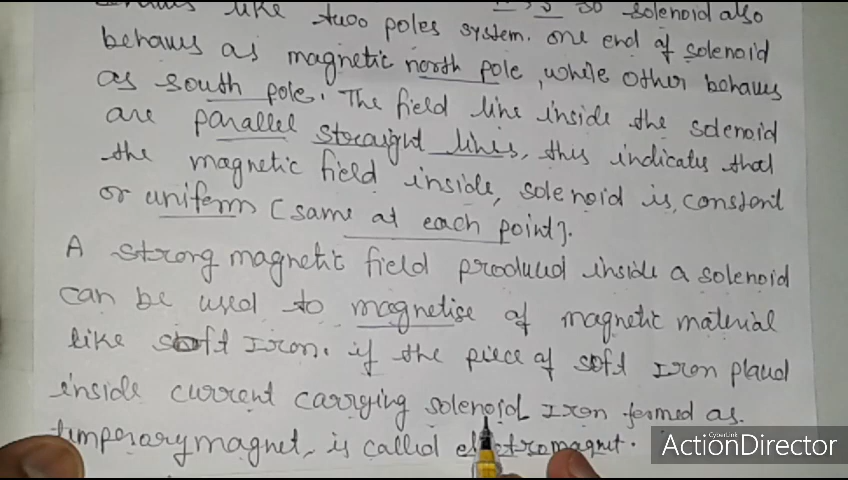 like two poles system. N, S so solenoid also
behaves as magnetic north pole, while other behaves
one end of solenoid
as south pole. The field line inside the solenoid
are parallel straight lines, this indicates that
the magnetic field inside, solenoid is, constant
or uniform (same at each point).
A strong magnetic field produced inside a solenoid
can be used to magnetise of magnetic material
like soft Iron. if the piece of soft Iron placed
inside current carrying solenoid Iron formed as
temporary magnet, is called electromagnet.
CyberLink
ActionDirector